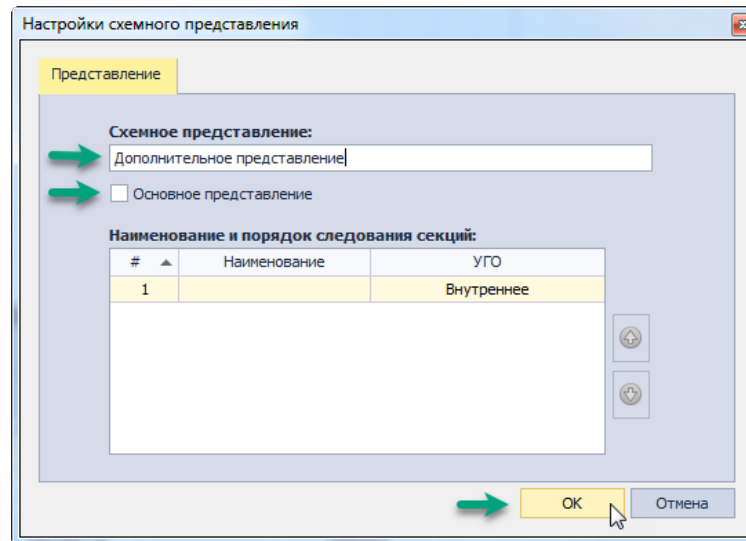 Настройки схемного представления
Представление
Схемное представление:
Дополнительное представление
Основное представление
Наименование и порядок следования секций:
# Наименование УГО
1 Внутреннее
OK Отмена